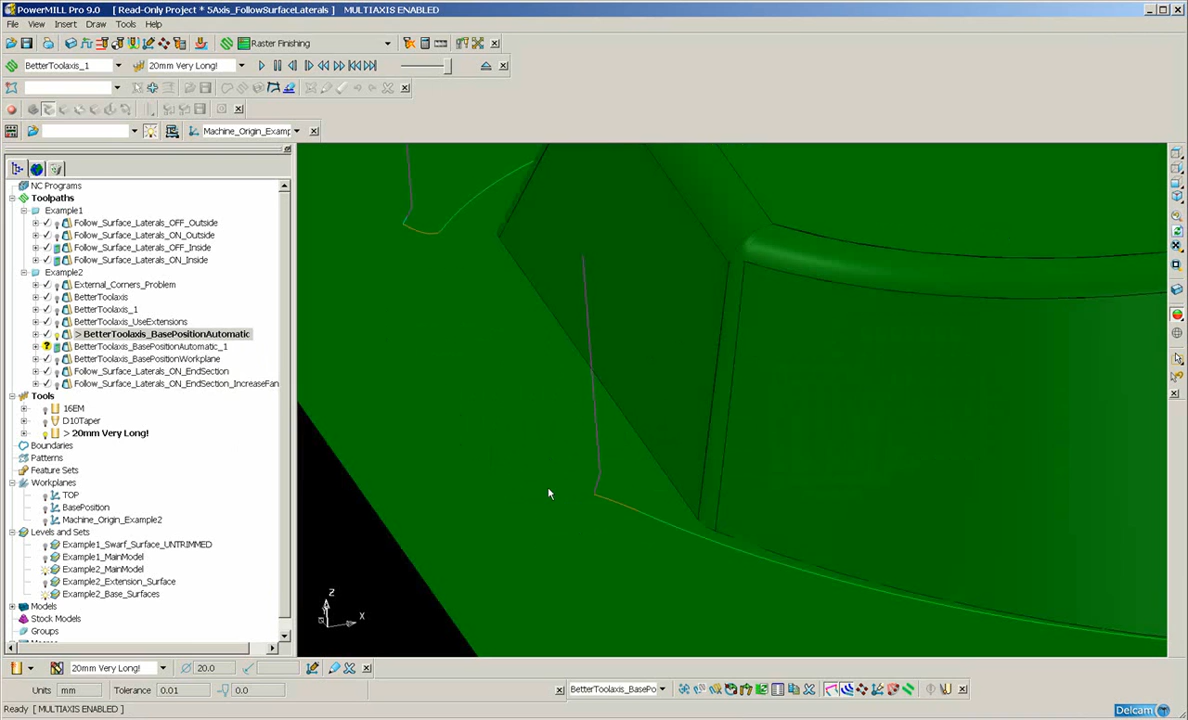 PowerMILL Pro 9.0    [ Read-Only Project * 5Axis_FollowSurfaceLaterals ]    MULTIAXIS ENABLED
File View Insert Draw Tools Help
Raster Finishing
BetterToolaxis_1 20mm Very Long!
Machine_Origin_Examp
NC Programs
Toolpaths
Example1
Follow_Surface_Laterals_OFF_Outside
Follow_Surface_Laterals_ON_Outside
Follow_Surface_Laterals_OFF_Inside
Follow_Surface_Laterals_ON_Inside
Example2
External_Corners_Problem
BetterToolaxis
BetterToolaxis_1
BetterToolaxis_UseExtensions
> BetterToolaxis_BasePositionAutomatic
BetterToolaxis_BasePositionAutomatic_1
BetterToolaxis_BasePositionWorkplane
Follow_Surface_Laterals_ON_EndSection
Follow_Surface_Laterals_ON_EndSection_IncreaseFan
Tools
16EM
D10Taper
> 20mm Very Long!
Boundaries
Patterns
Feature Sets
Workplanes
TOP
BasePosition
Machine_Origin_Example2
Levels and Sets
Example1_Swarf_Surface_UNTRIMMED
Example1_MainModel
Example2_MainModel
Example2_Extension_Surface
Example2_Base_Surfaces
Models
Stock Models
Groups
Z
X
20mm Very Long! 20.0
Units mm Tolerance 0.01 0.0 BetterToolaxis_BasePo
Ready [ MULTIAXIS ENABLED ] Delcam